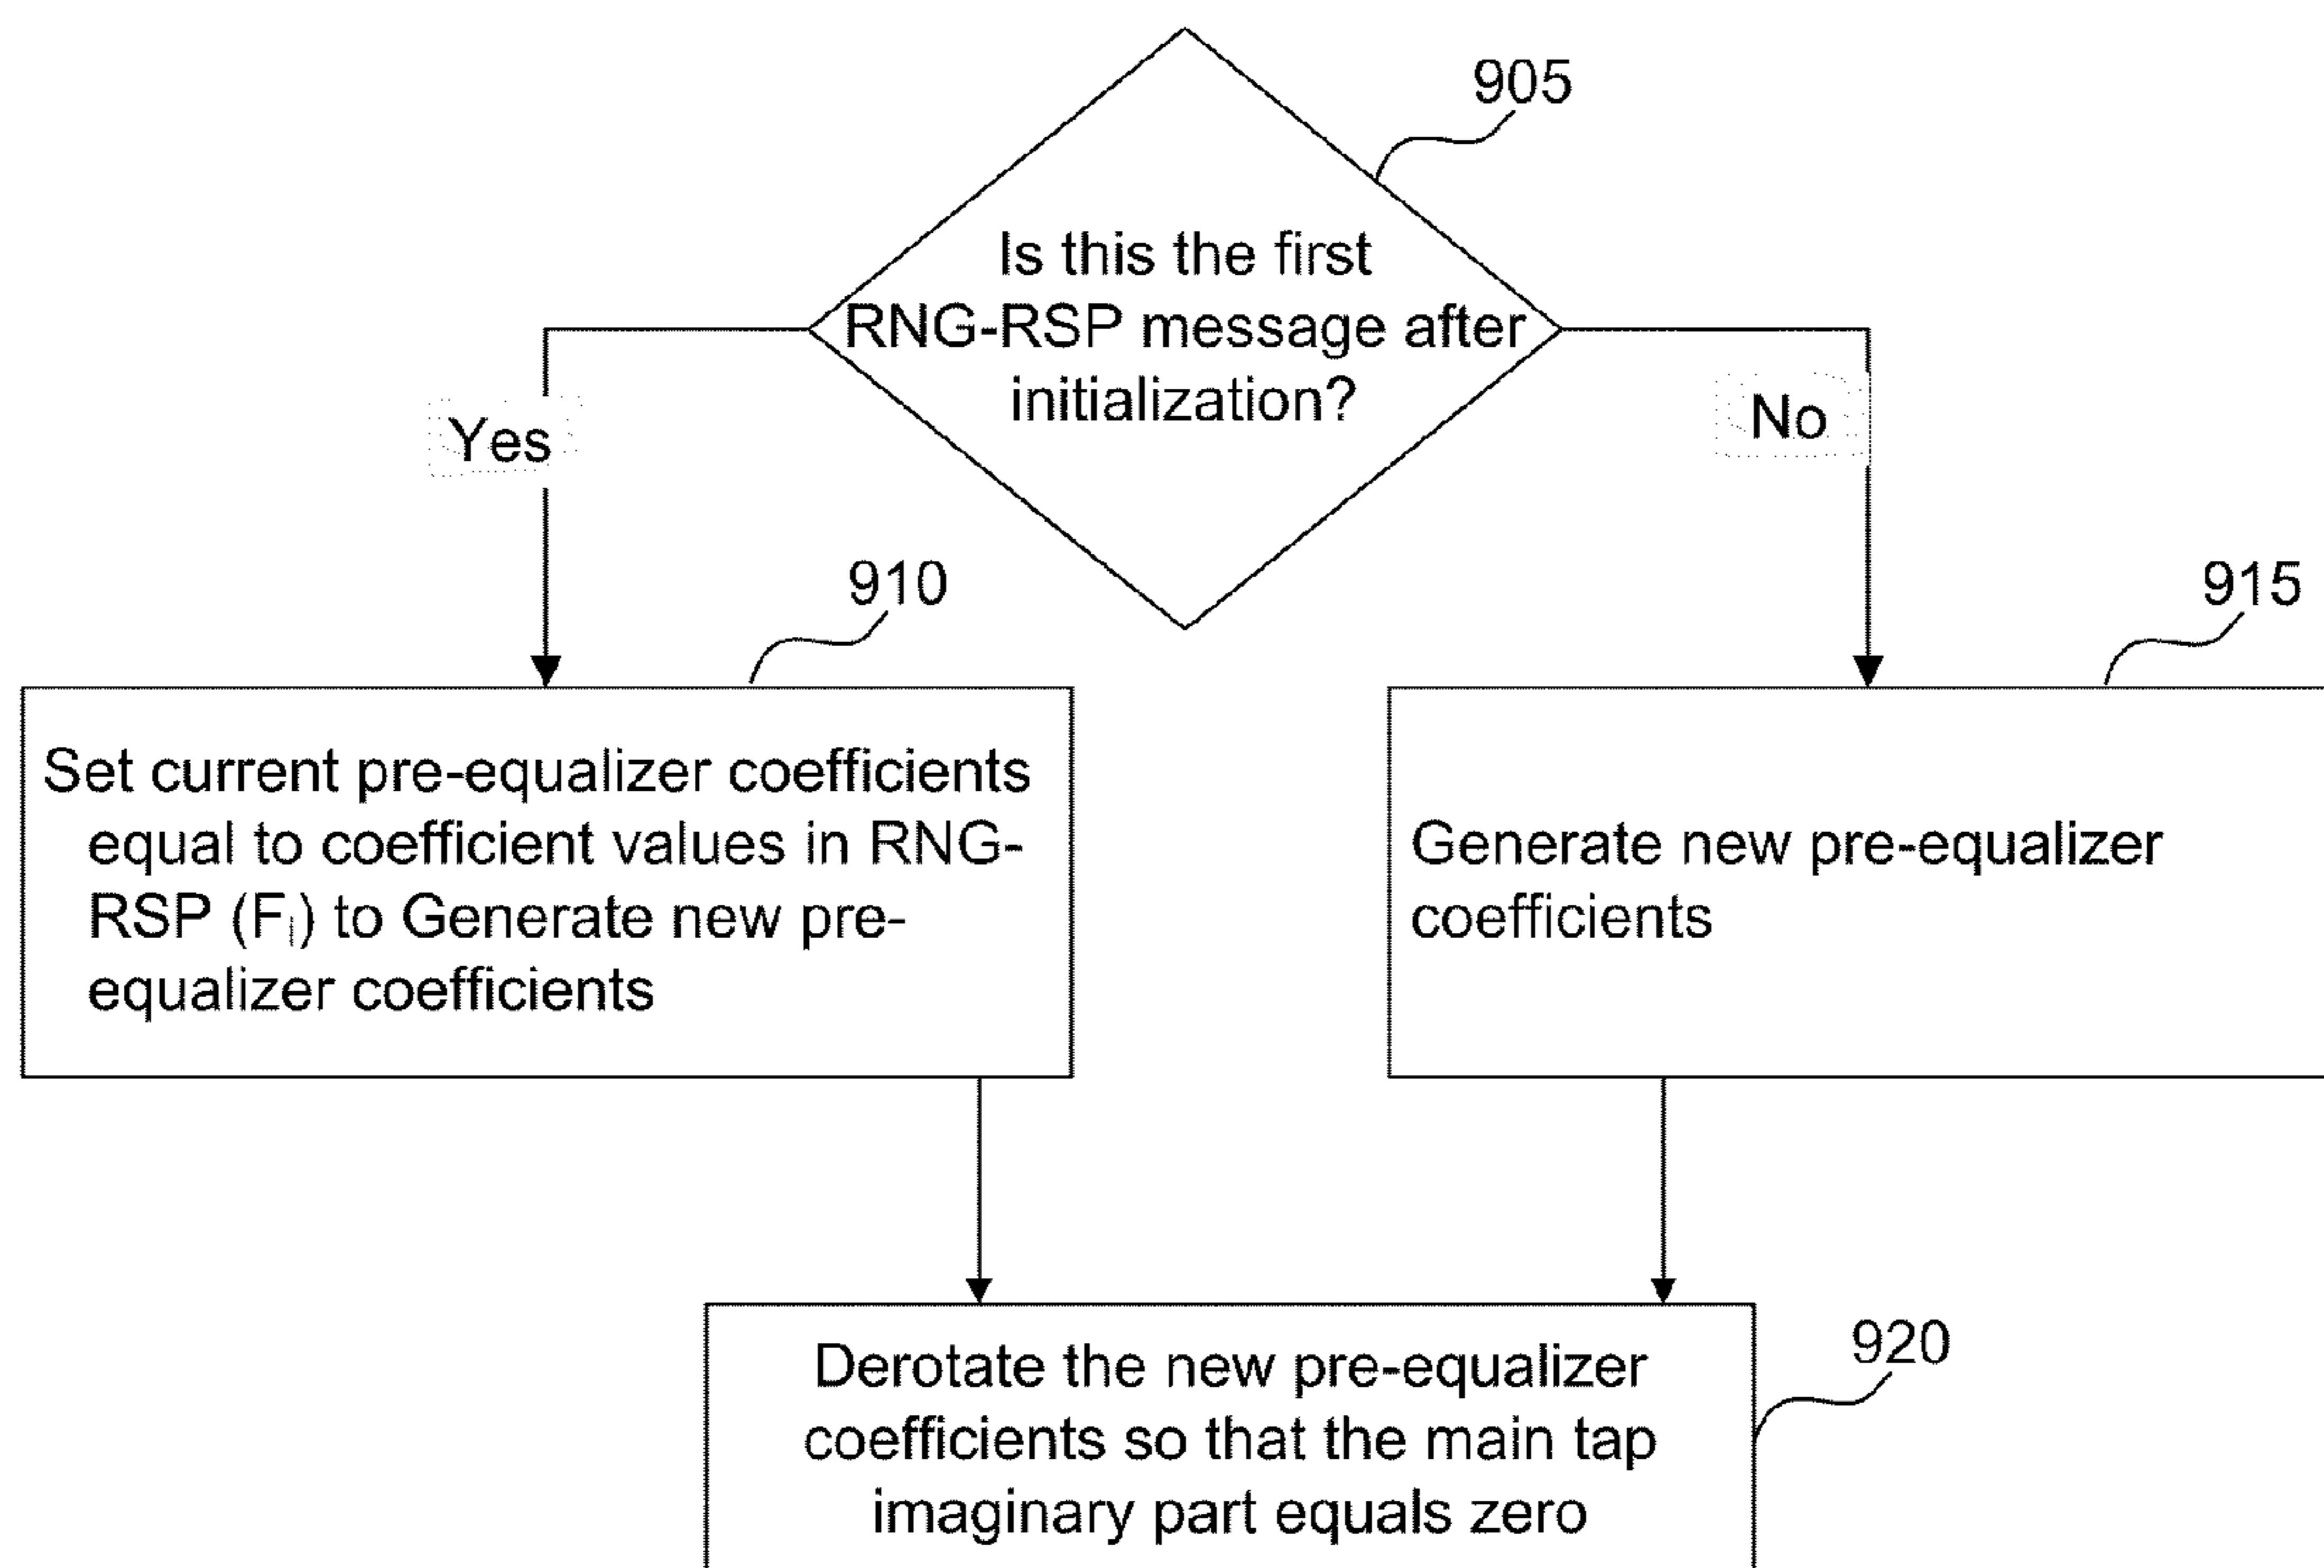 905
Is this the first
RNG-RSP message after
initialization?
Yes
No
910
915
Set current pre-equalizer coefficients
equal to coefficient values in RNG-
RSP (Fᵢ) to Generate new pre-
equalizer coefficients
Generate new pre-equalizer
coefficients
920
Derotate the new pre-equalizer
coefficients so that the main tap
imaginary part equals zero